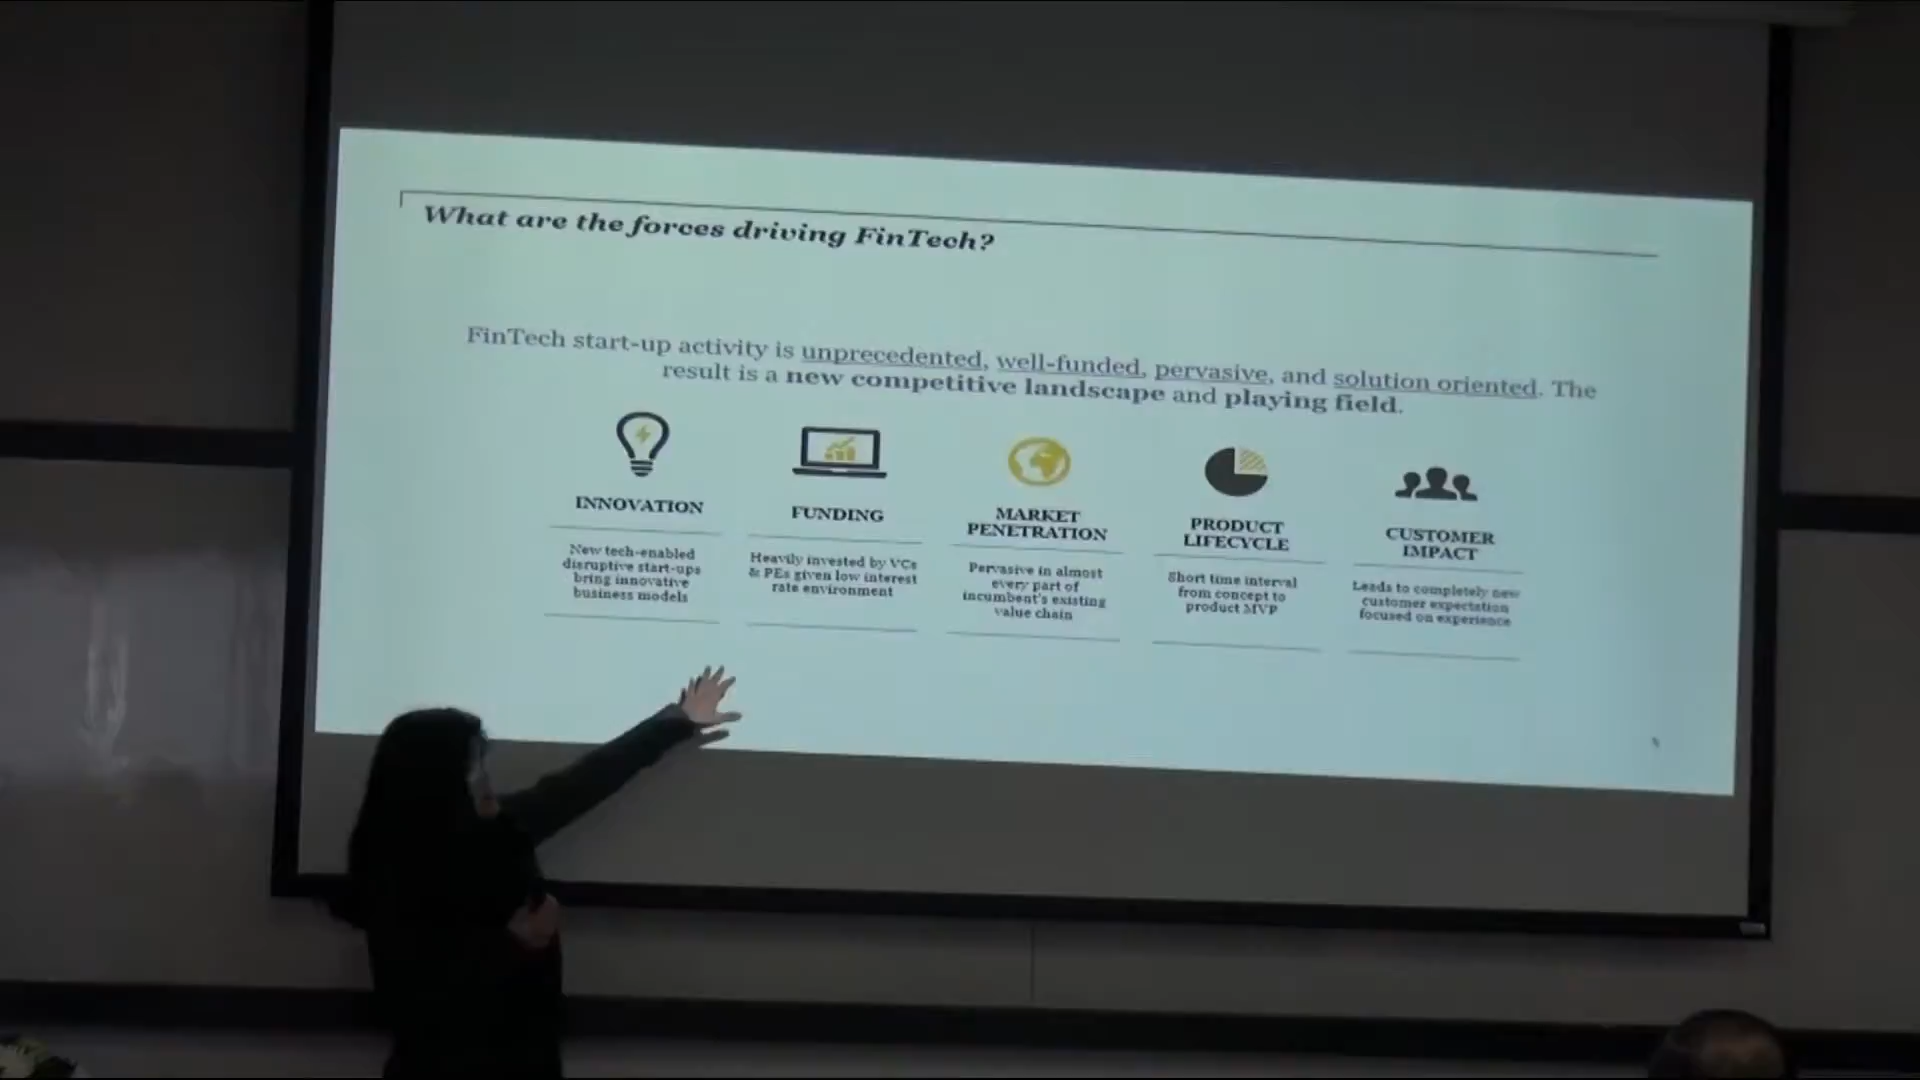 What are the forces driving FinTech?
FinTech start-up activity is unprecedented, well-funded, pervasive, and solution oriented. The
result is a new competitive landscape and playing field.
INNOVATION
New tech-enabled
disruptive start-ups
bring innovative
business models
FUNDING
Heavily invested by VCs
& PEs given low interest
rate environment
MARKET
PENETRATION
Pervasive in almost
every part of
incumbent's existing
value chain
PRODUCT
LIFECYCLE
Short time interval
from concept to
product MVP
CUSTOMER
IMPACT
Leads to completely new
customer expectation
focused on experience